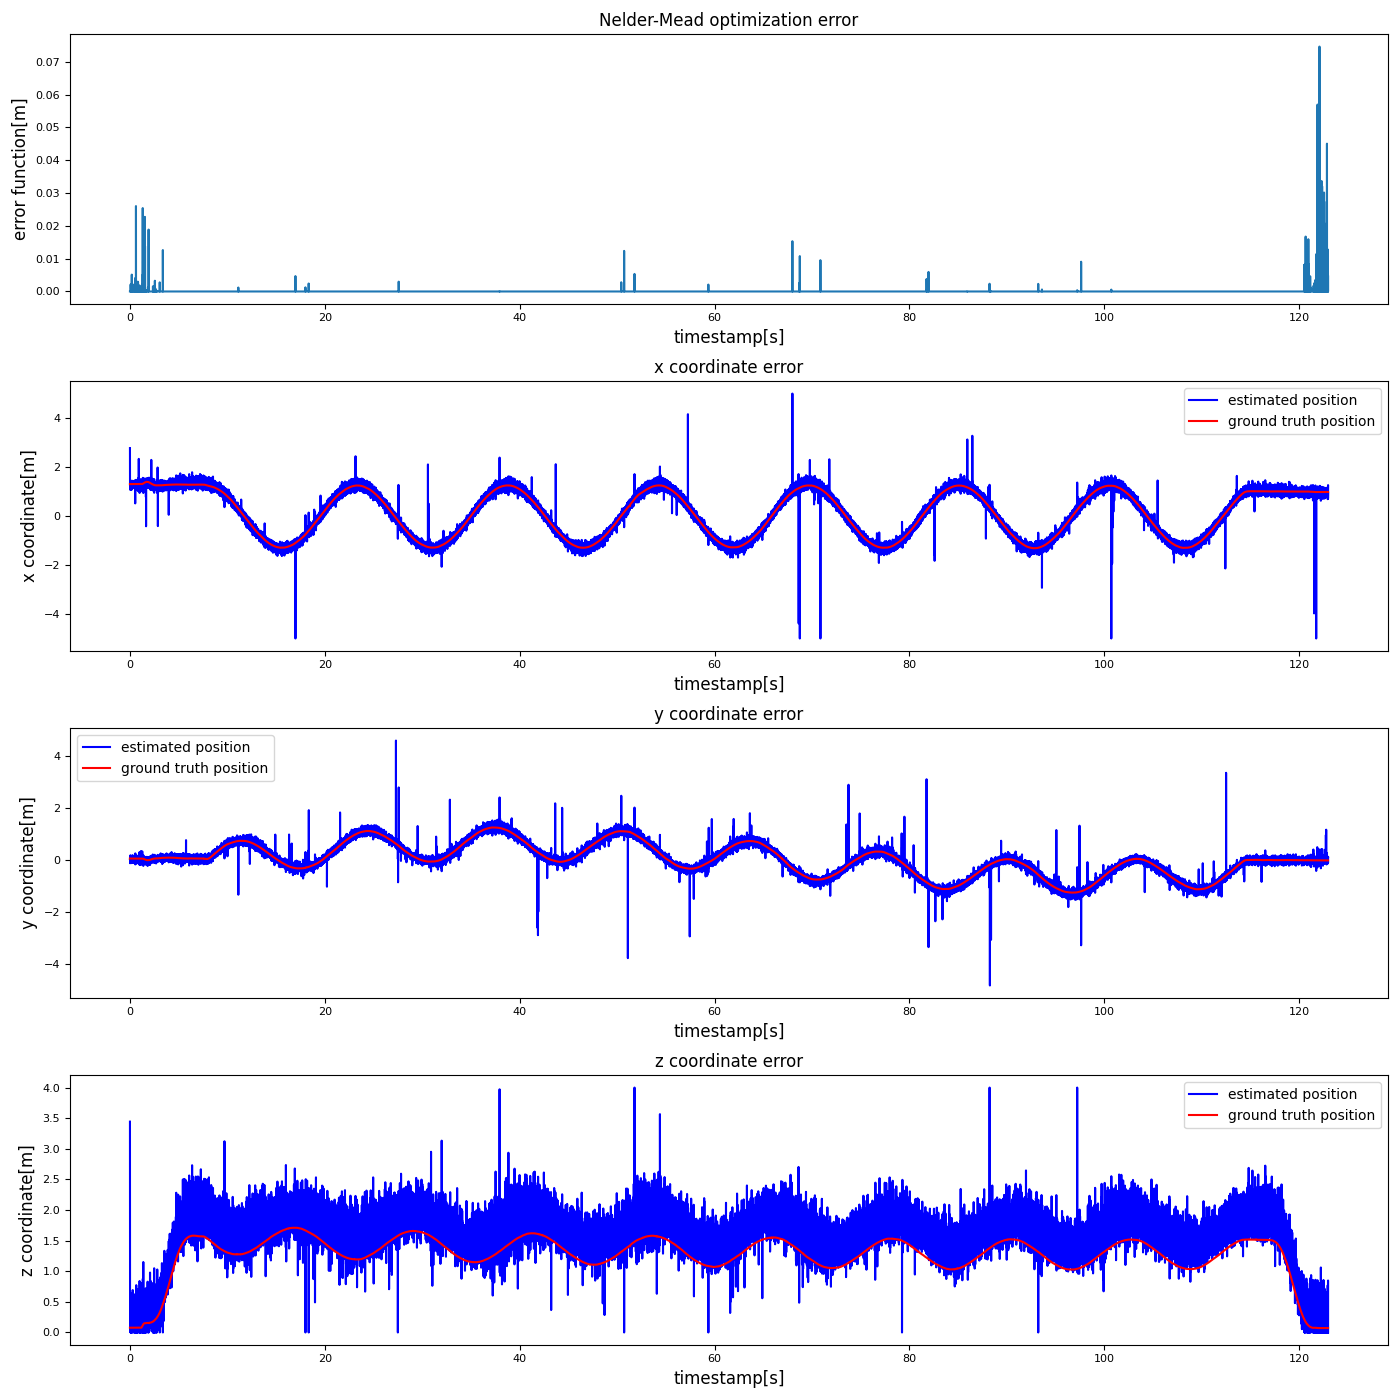 Nelder-Mead optimization error
error function[m]
0.07
0.06
0.05
0.04
0.03
0.02
0.01
0.00
0 20 40 60 80 100 120
timestamp[s]
x coordinate error
x coordinate[m]
4
2
0
−2
−4
estimated position
ground truth position
0 20 40 60 80 100 120
timestamp[s]
y coordinate error
y coordinate[m]
4
2
0
−2
−4
estimated position
ground truth position
0 20 40 60 80 100 120
timestamp[s]
z coordinate error
z coordinate[m]
4.0
3.5
3.0
2.5
2.0
1.5
1.0
0.5
0.0
estimated position
ground truth position
0 20 40 60 80 100 120
timestamp[s]